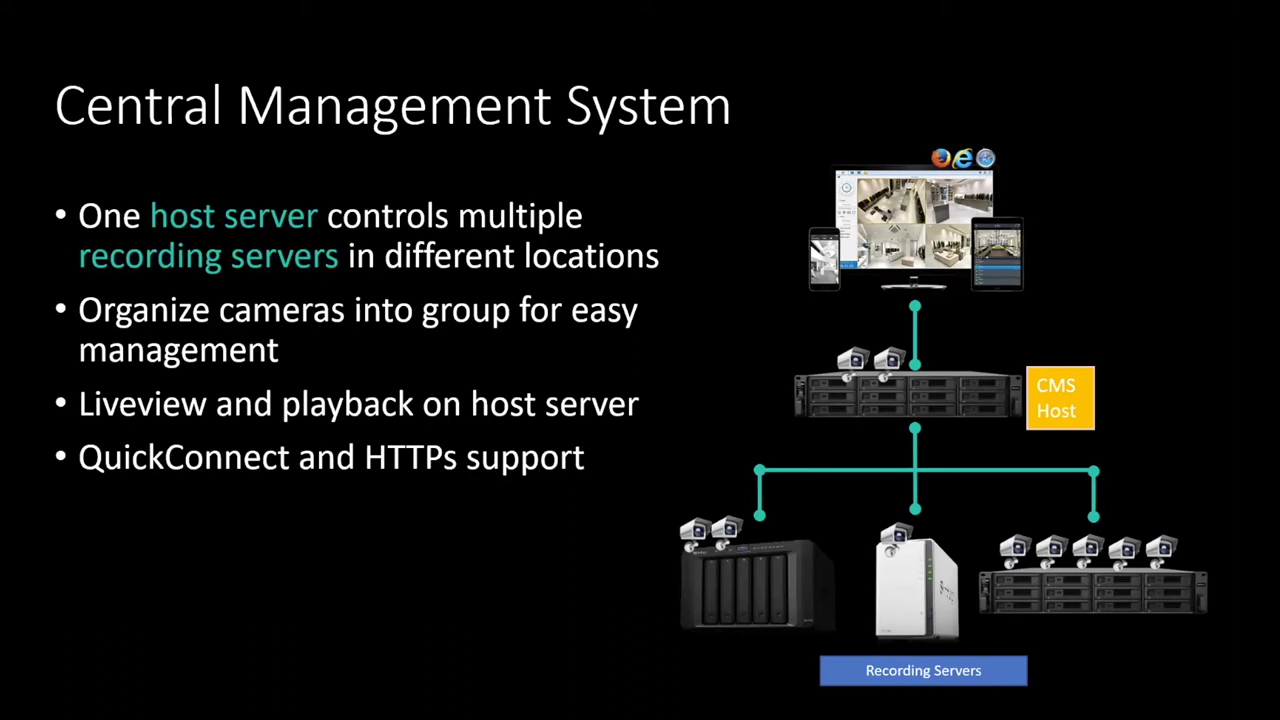 Central Management System
• One host server controls multiple
recording servers in different locations
• Organize cameras into group for easy
management
• Liveview and playback on host server
• QuickConnect and HTTPs support
CMS
Host
Recording Servers